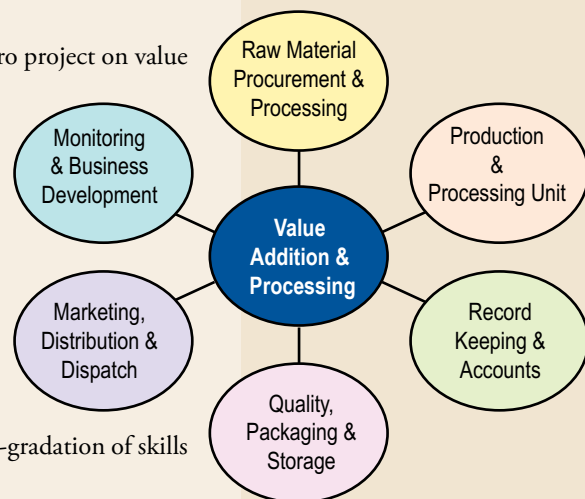 ro project on value
Raw Material
Procurement &
Processing
Monitoring
& Business
Development
Production
&
Processing Unit
Value
Addition &
Processing
Marketing,
Distribution &
Dispatch
Record
Keeping &
Accounts
Quality,
Packaging &
Storage
-gradation of skills